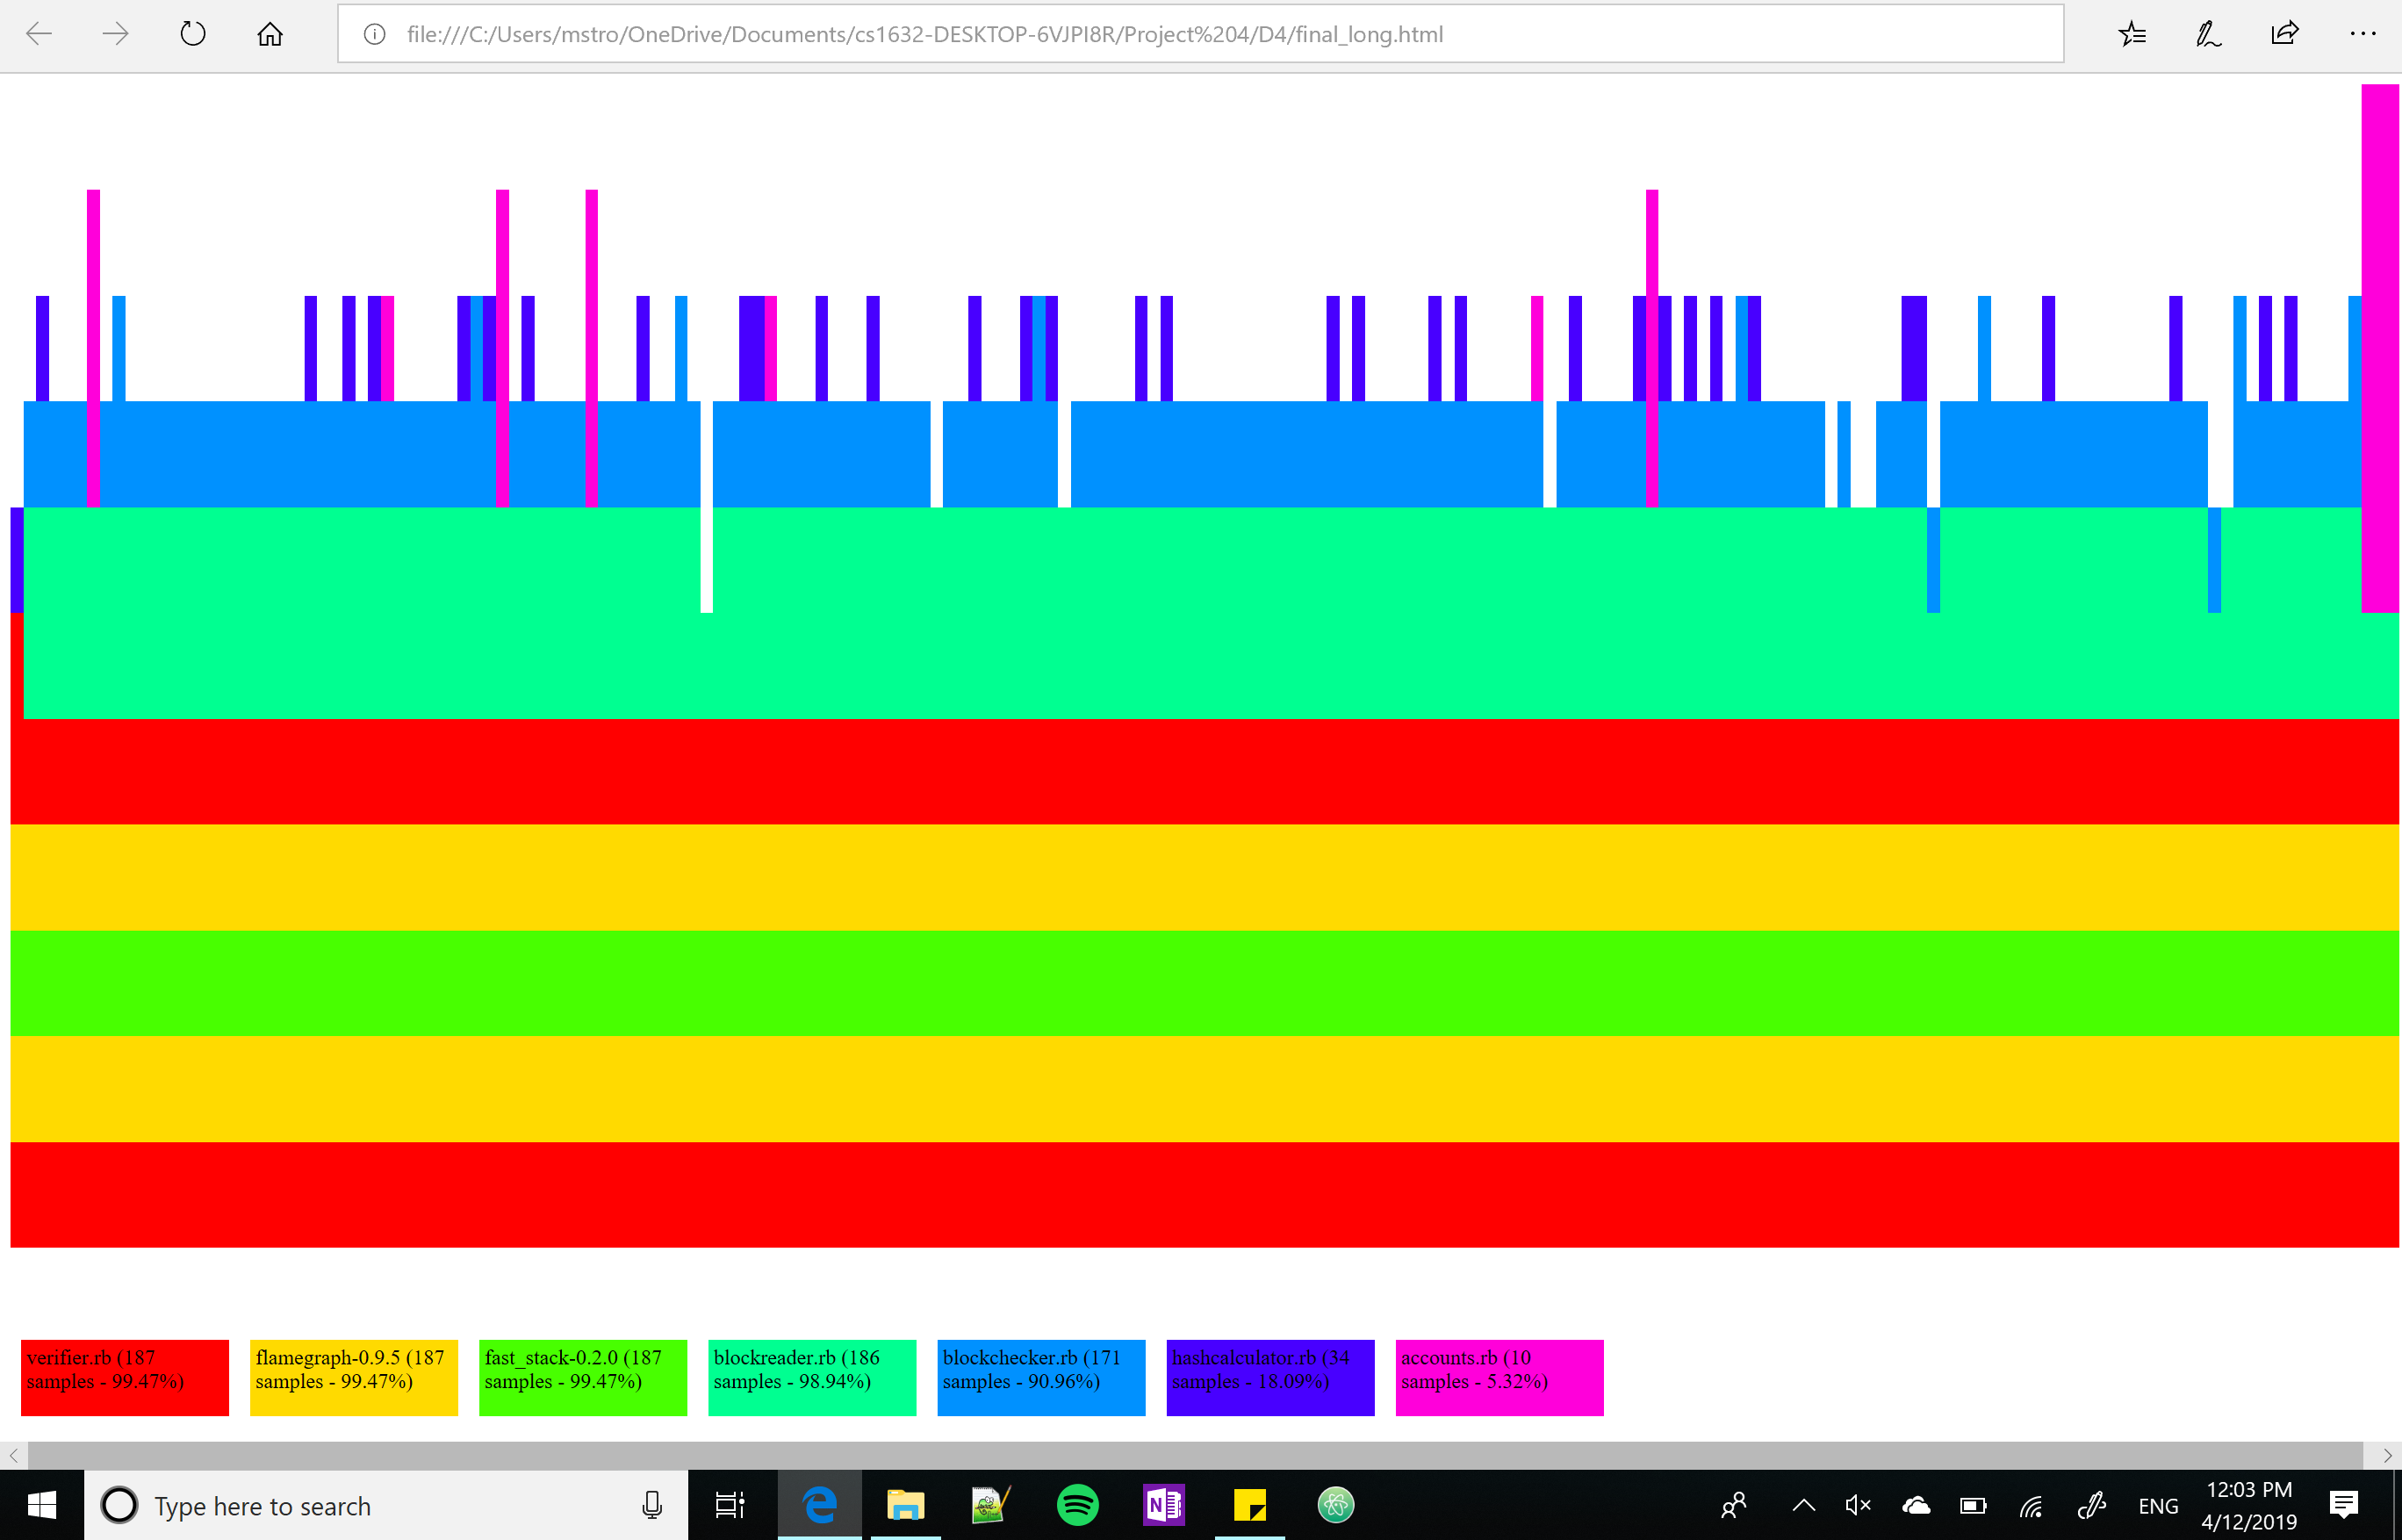 file:///C:/Users/mstro/OneDrive/Documents/cs1632-DESKTOP-6VJPI8R/Project%204/D4/final_long.html
verifier.rb (187
samples - 99.47%)
flamegraph-0.9.5 (187
samples - 99.47%)
fast_stack-0.2.0 (187
samples - 99.47%)
blockreader.rb (186
samples - 98.94%)
blockchecker.rb (171
samples - 90.96%)
hashcalculator.rb (34
samples - 18.09%)
accounts.rb (10
samples - 5.32%)
Type here to search
N
ENG
12:03 PM
4/12/2019